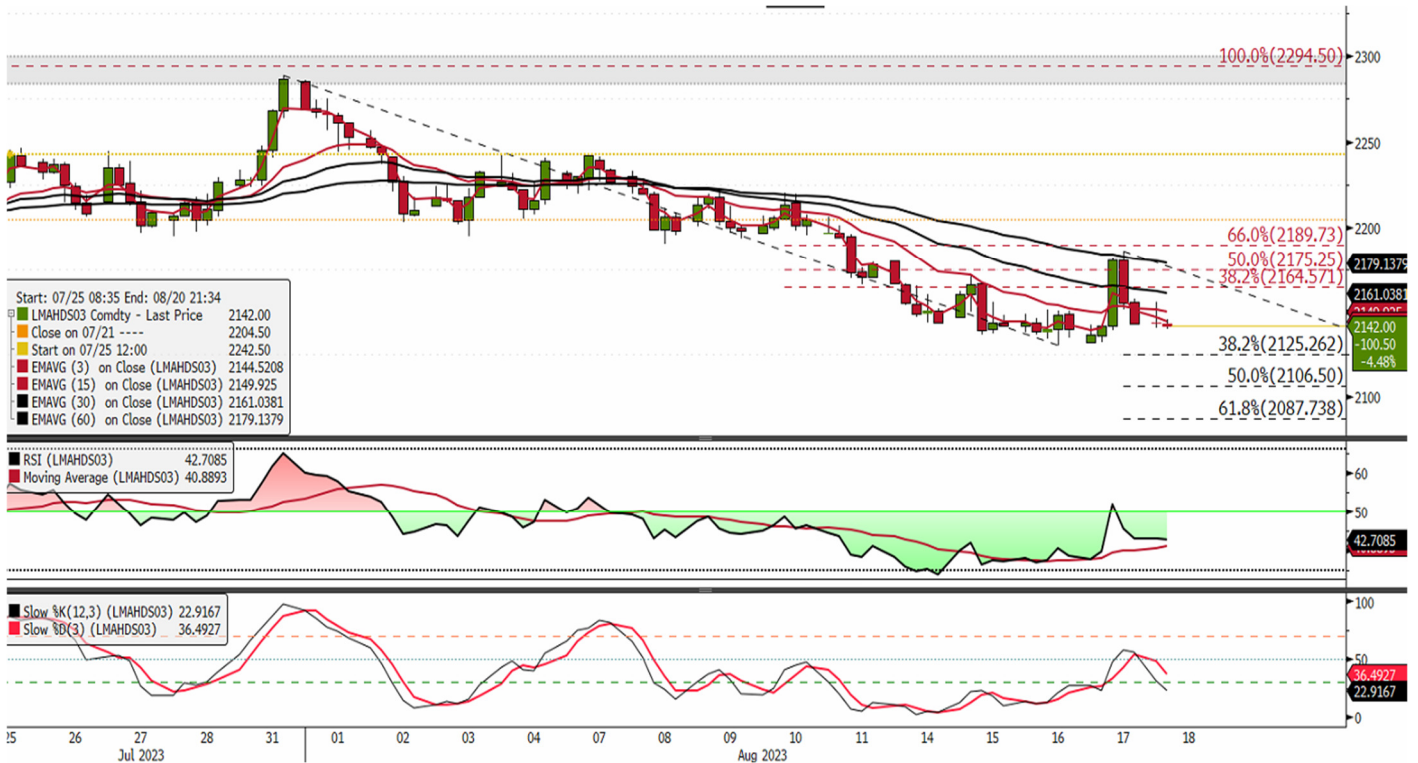 100.0%(2294.50)
2300
2250
2200
66.0%(2189.73)
50.0%(2175.25)
38.2%(2164.571)
2179.1379
2161.0381
2142.00
-100.50
-4.48%
38.2%(2125.262)
50.0%(2106.50)
2100
61.8%(2087.738)
Start: 07/25 08:35 End: 08/20 21:34
LMAHDS03 Comdty - Last Price 2142.00
Close on 07/21 ---- 2204.50
Start on 07/25 12:00 2242.50
EMAVG (3) on Close (LMAHDS03) 2144.5208
EMAVG (15) on Close (LMAHDS03) 2149.925
EMAVG (30) on Close (LMAHDS03) 2161.0381
EMAVG (60) on Close (LMAHDS03) 2179.1379
RSI (LMAHDS03) 42.7085
Moving Average (LMAHDS03) 40.8893
60
50
42.7085
Slow %K(12,3) (LMAHDS03) 22.9167
Slow %D(3) (LMAHDS03) 36.4927
100
50
36.4927
22.9167
0
25 26 27 28 31 01 02 03 04 07 08 09 10 11 14 15 16 17 18
Jul 2023 Aug 2023